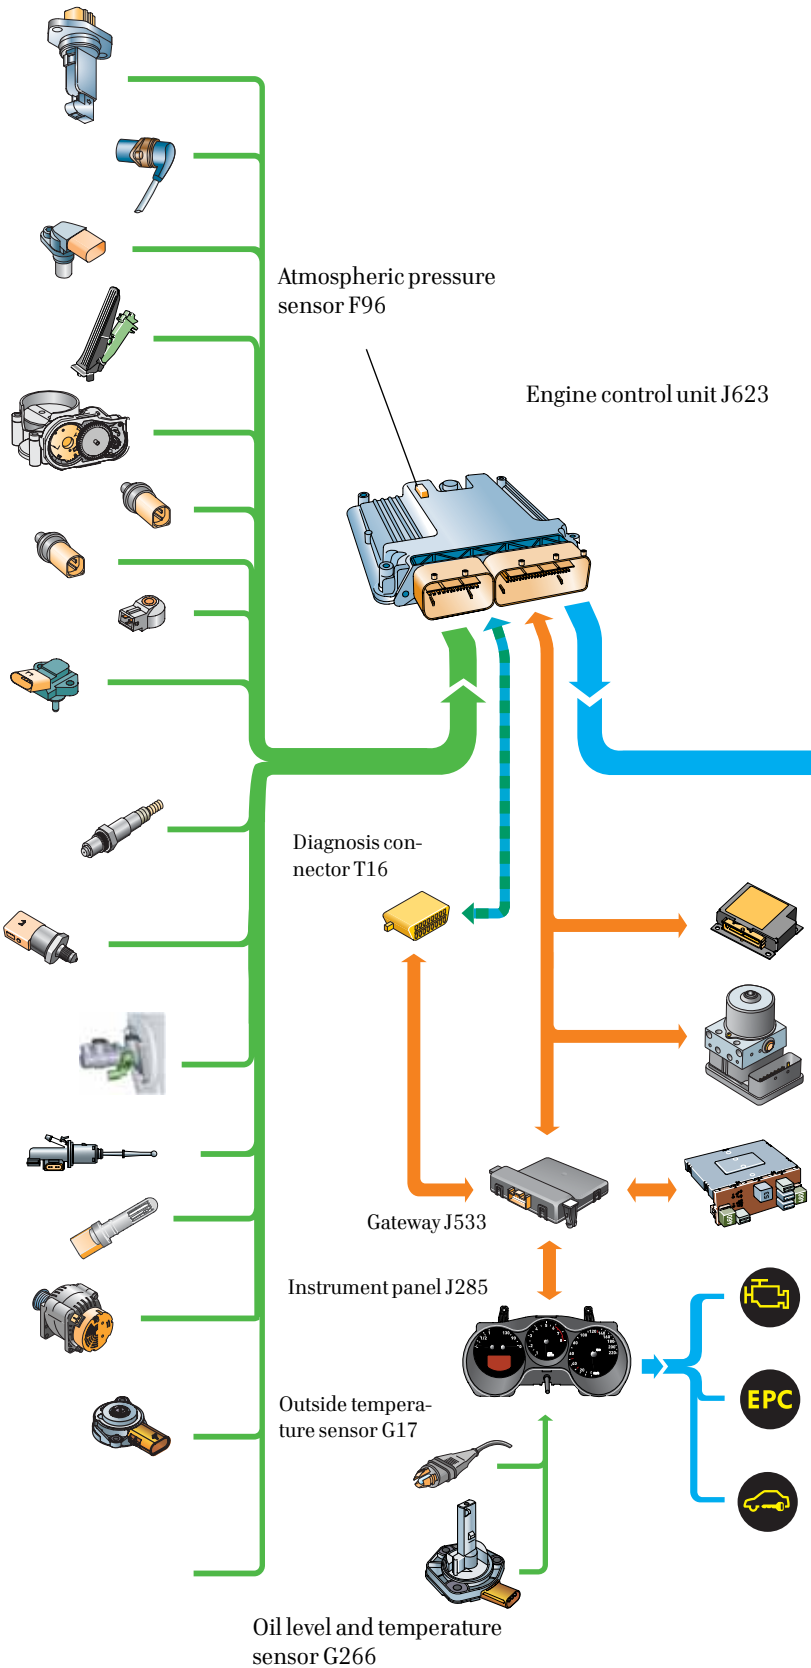 Atmospheric pressure
sensor F96
Engine control unit J623
Diagnosis con-
nector T16
Gateway J533
Instrument panel J285
EPC
Outside tempera-
ture sensor G17
Oil level and temperature
sensor G266